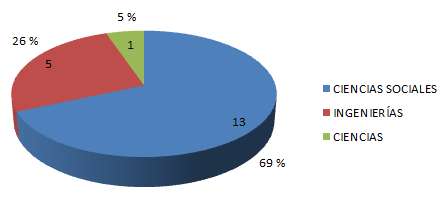 5 %
26 %
1
5
13
69 %
CIENCIAS SOCIALES
INGENIERÍAS
CIENCIAS